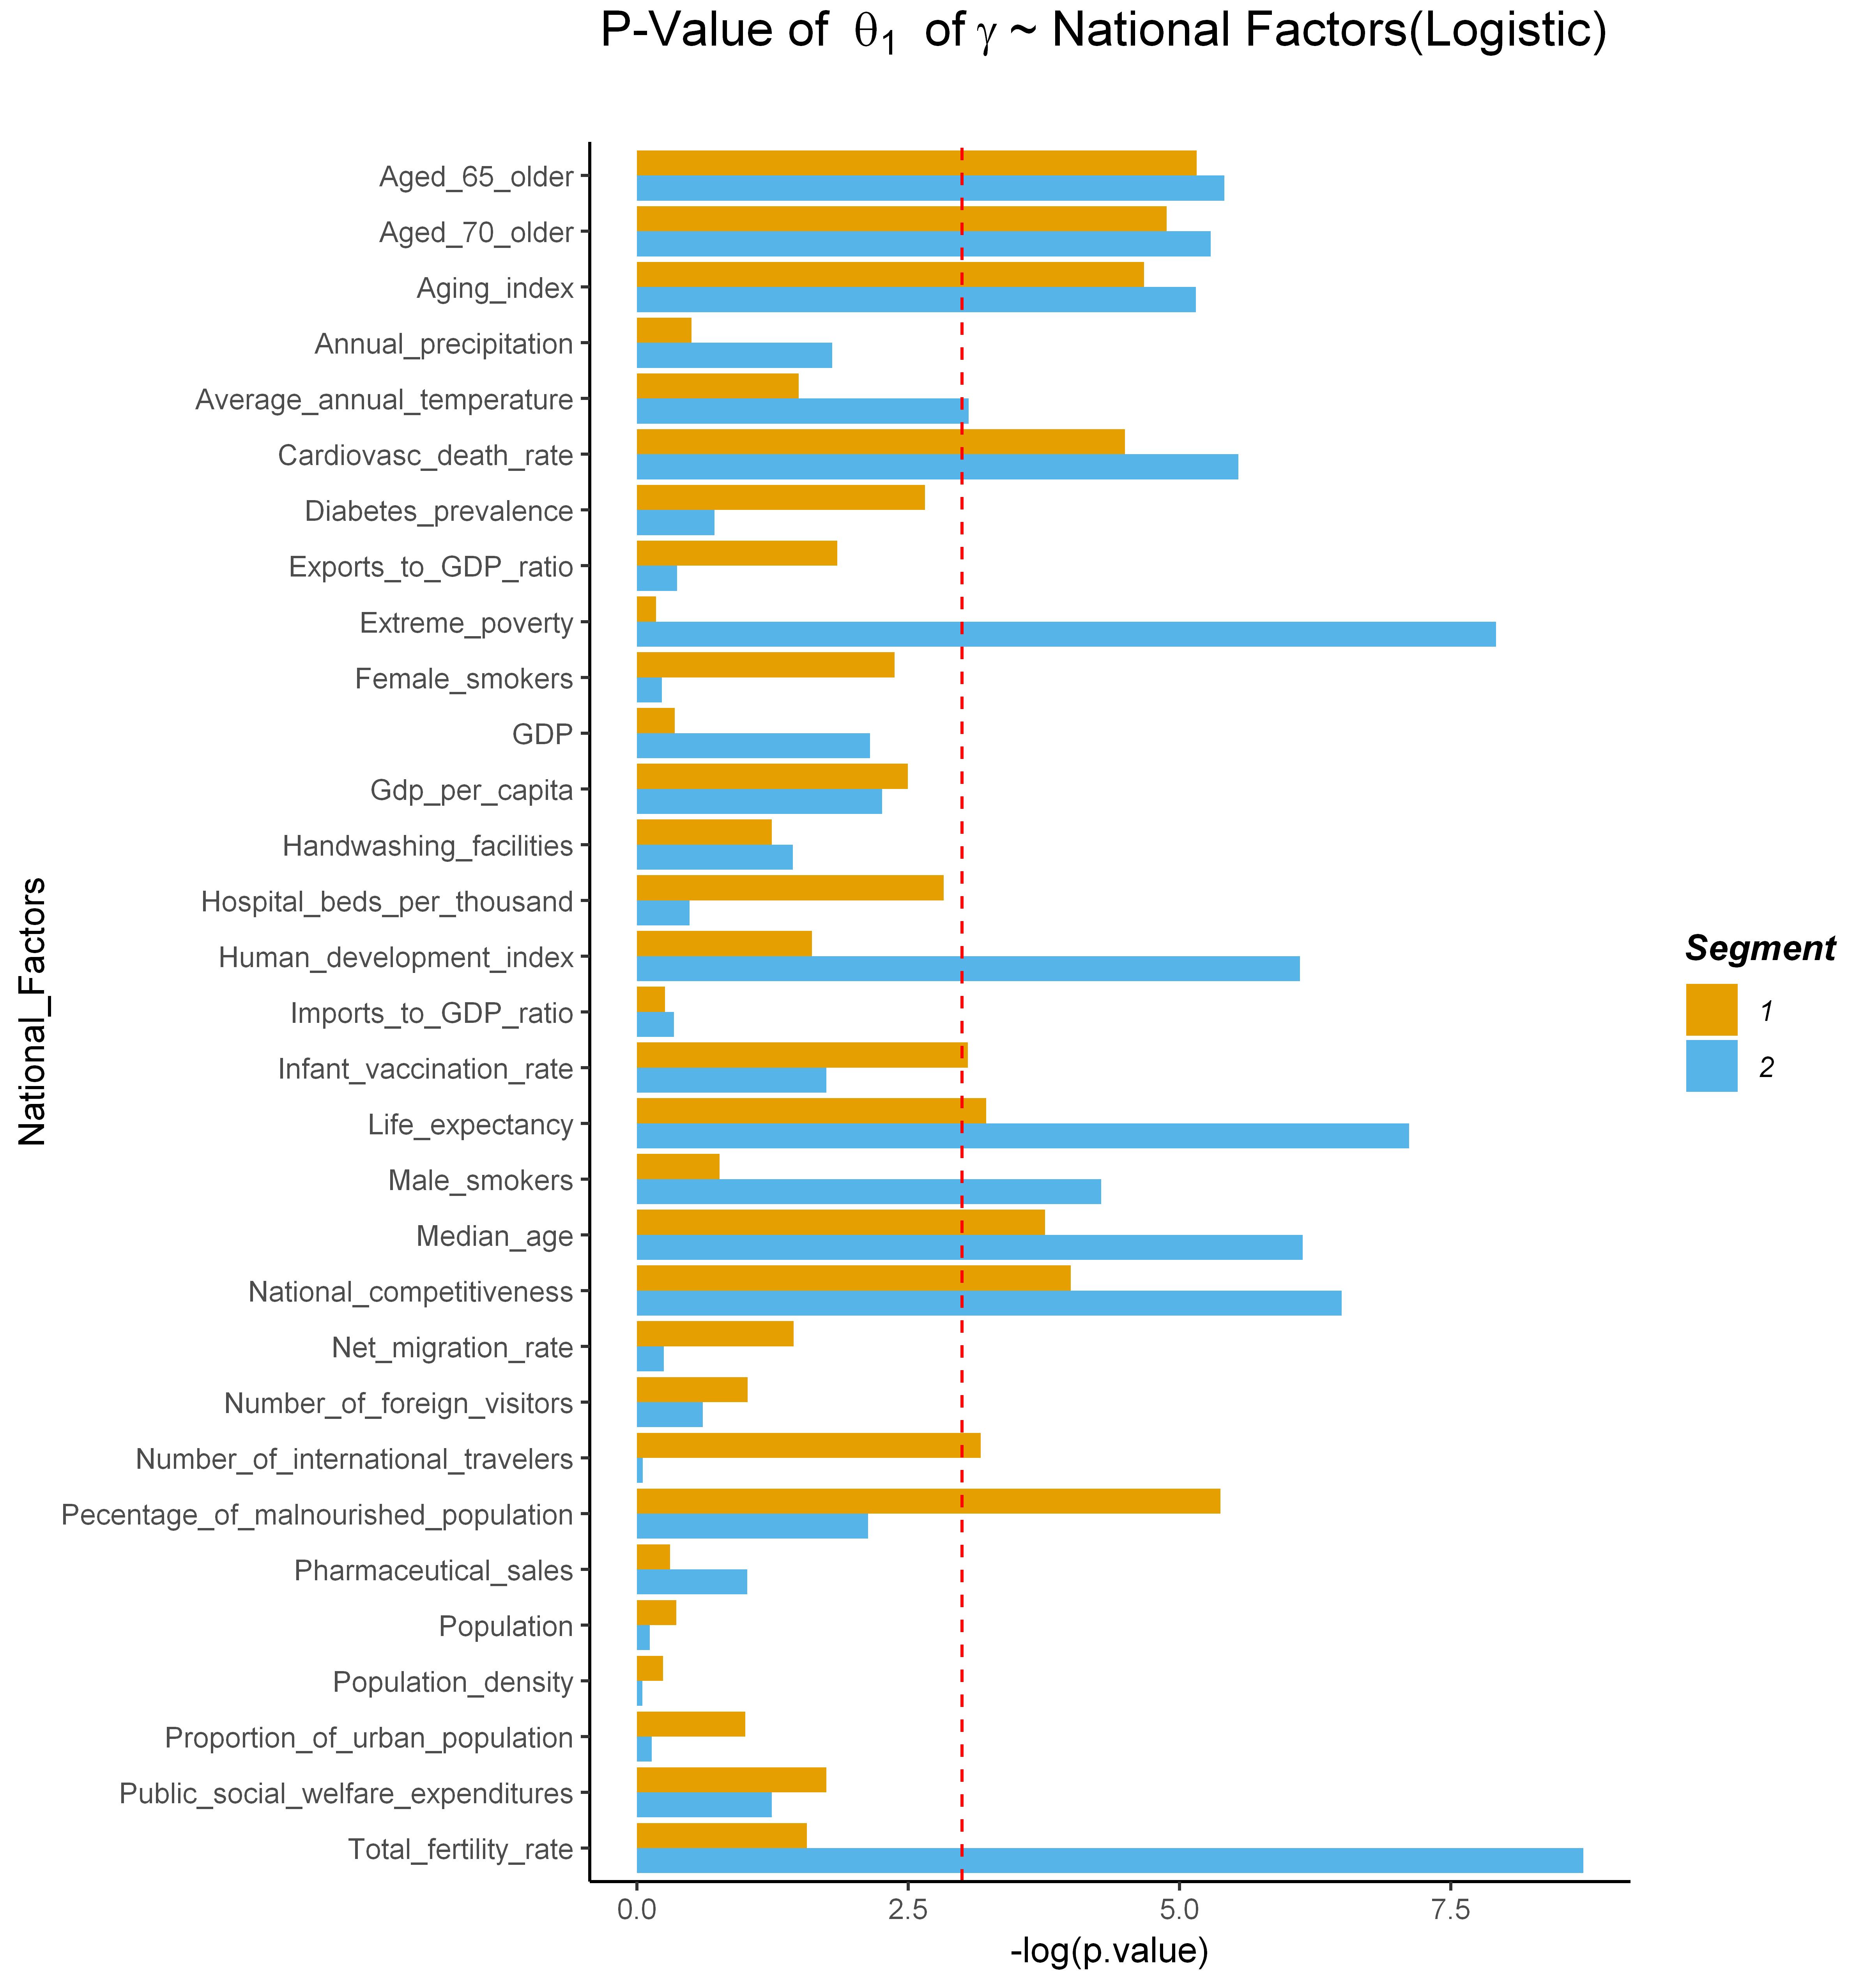 P-Value of θ1 of γ ~ National Factors(Logistic)
National_Factors
Aged_65_older
Aged_70_older
Aging_index
Annual_precipitation
Average_annual_temperature
Cardiovasc_death_rate
Diabetes_prevalence
Exports_to_GDP_ratio
Extreme_poverty
Female_smokers
GDP
Gdp_per_capita
Handwashing_facilities
Hospital_beds_per_thousand
Human_development_index
Imports_to_GDP_ratio
Infant_vaccination_rate
Life_expectancy
Male_smokers
Median_age
National_competitiveness
Net_migration_rate
Number_of_foreign_visitors
Number_of_international_travelers
Pecentage_of_malnourished_population
Pharmaceutical_sales
Population
Population_density
Proportion_of_urban_population
Public_social_welfare_expenditures
Total_fertility_rate
0.0 2.5 5.0 7.5
-log(p.value)
Segment
1
2